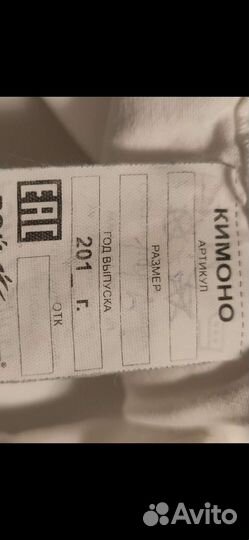 КИМОНО
АРТИКУЛ
РАЗМЕР
ГОД ВЫПУСКА
201_ г.
ОТК
ЕАС
Avito